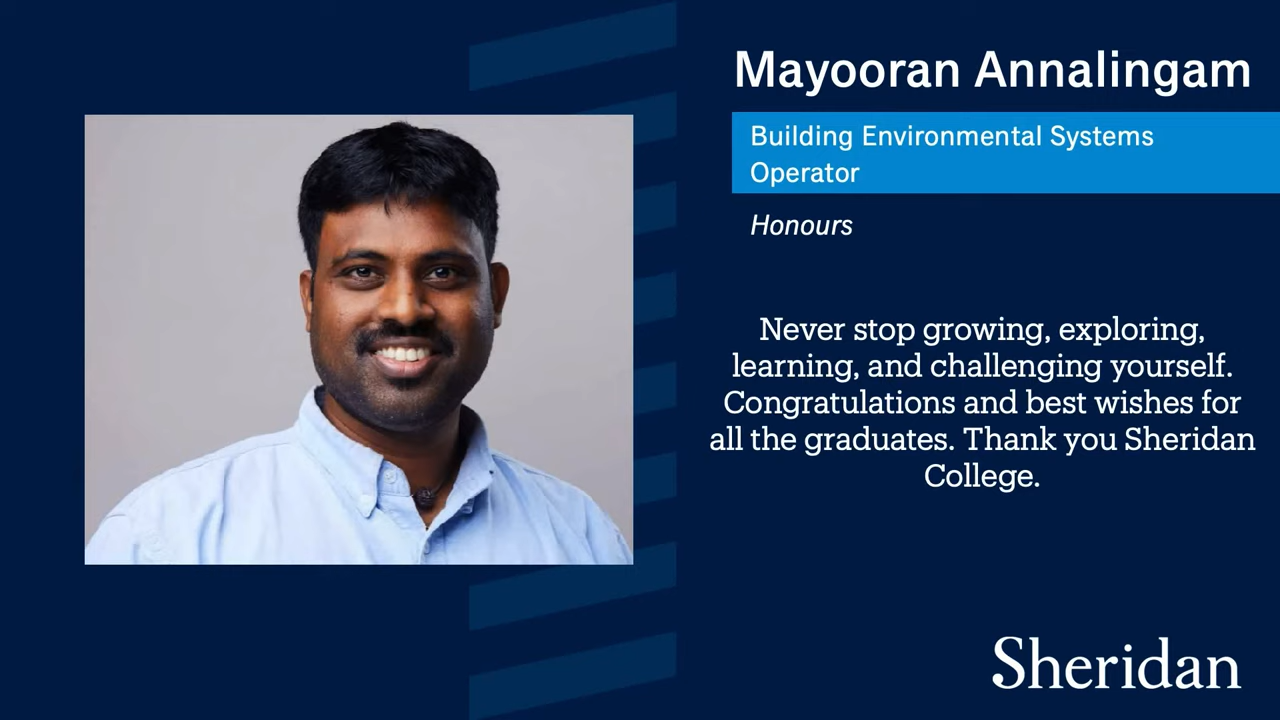 Mayooran Annalingam
Building Environmental Systems
Operator
Honours
Never stop growing, exploring,
learning, and challenging yourself.
Congratulations and best wishes for
all the graduates. Thank you Sheridan
College.
Sheridan